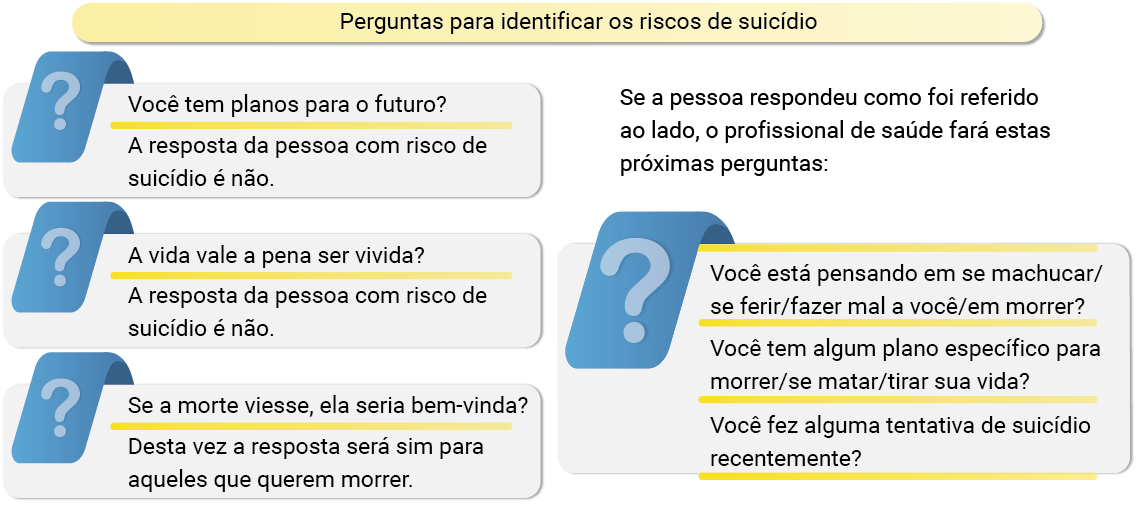 Perguntas para identificar os riscos de suicídio
?
Você tem planos para o futuro?
A resposta da pessoa com risco de
suicídio é não.
?
A vida vale a pena ser vivida?
A resposta da pessoa com risco de
suicídio é não.
?
Se a morte viesse, ela seria bem-vinda?
Desta vez a resposta será sim para
aqueles que querem morrer.
Se a pessoa respondeu como foi referido
ao lado, o profissional de saúde fará estas
próximas perguntas:
?
Você está pensando em se machucar/
se ferir/fazer mal a você/em morrer?
Você tem algum plano específico para
morrer/se matar/tirar sua vida?
Você fez alguma tentativa de suicídio
recentemente?